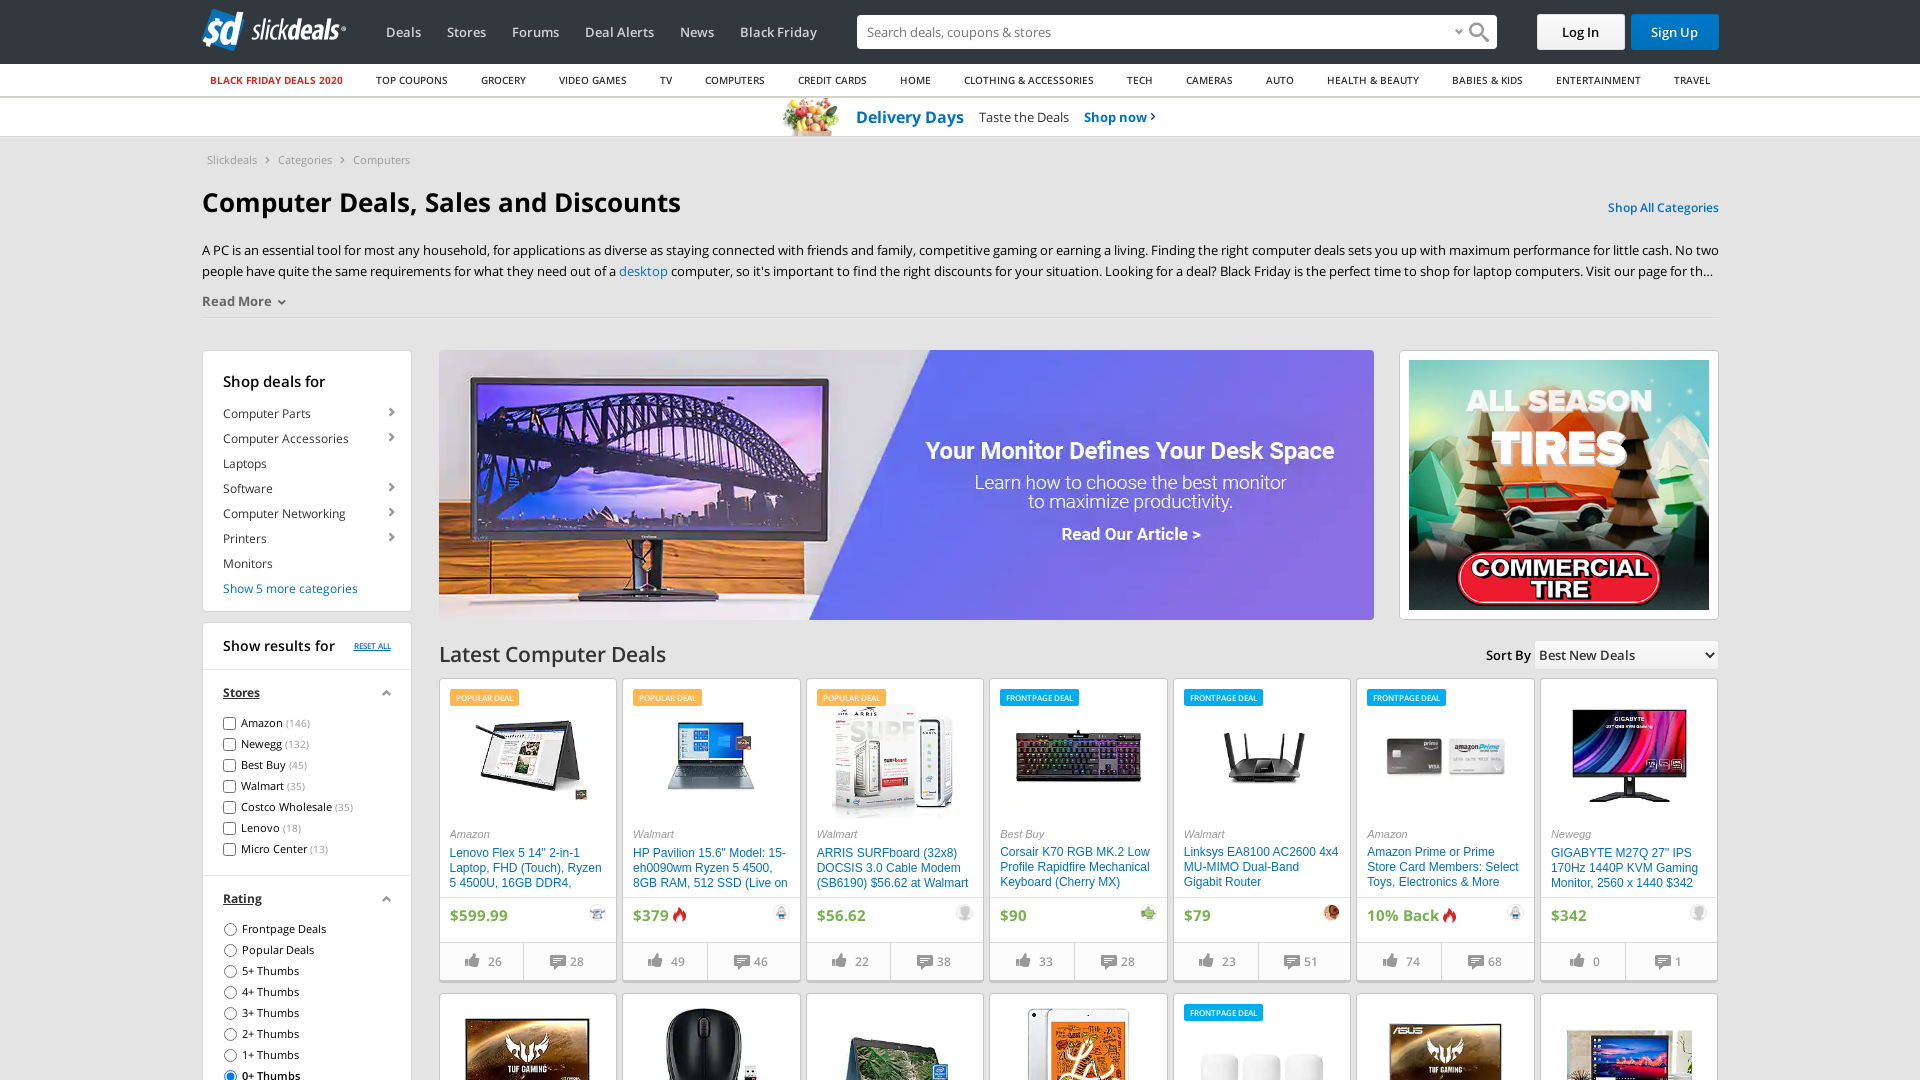 sd slickdeals
Deals Stores Forums Deal Alerts News Black Friday
Search deals, coupons & stores
Log In Sign Up
BLACK FRIDAY DEALS 2020 TOP COUPONS GROCERY VIDEO GAMES TV COMPUTERS CREDIT CARDS HOME CLOTHING & ACCESSORIES TECH CAMERAS AUTO HEALTH & BEAUTY BABIES & KIDS ENTERTAINMENT TRAVEL
Delivery Days Taste the Deals Shop now
Slickdeals Categories Computers
Computer Deals, Sales and Discounts
Shop All Categories
A PC is an essential tool for most any household, for applications as diverse as staying connected with friends and family, competitive gaming or earning a living. Finding the right computer deals sets you up with maximum performance for little cash. No two
people have quite the same requirements for what they need out of a desktop computer, so it's important to find the right discounts for your situation. Looking for a deal? Black Friday is the perfect time to shop for laptop computers. Visit our page for th...
Read More
Shop deals for
Computer Parts
Computer Accessories
Laptops
Software
Computer Networking
Printers
Monitors
Show 5 more categories
Show results for RESET ALL
Stores
Amazon (146)
Newegg (132)
Best Buy (45)
Walmart (35)
Costco Wholesale (35)
Lenovo (18)
Micro Center (13)
Rating
Frontpage Deals
Popular Deals
5+ Thumbs
4+ Thumbs
3+ Thumbs
2+ Thumbs
1+ Thumbs
0+ Thumbs
Your Monitor Defines Your Desk Space
Learn how to choose the best monitor
to maximize productivity.
Read Our Article >
ALL SEASON
TIRES
COMMERCIAL
TIRE
Latest Computer Deals
Sort By Best New Deals
POPULAR DEAL
Amazon
Lenovo Flex 5 14" 2-in-1
Laptop, FHD (Touch), Ryzen
5 4500U, 16GB DDR4,
$599.99
26 28
POPULAR DEAL
Walmart
HP Pavilion 15.6" Model: 15-
eh0090wm Ryzen 5 4500,
8GB RAM, 512 SSD (Live on
$379
49 46
POPULAR DEAL
ARRIS
SURF
Walmart
ARRIS SURFboard (32x8)
DOCSIS 3.0 Cable Modem
(SB6190) $56.62 at Walmart
$56.62
22 38
FRONTPAGE DEAL
Best Buy
Corsair K70 RGB MK.2 Low
Profile Rapidfire Mechanical
Keyboard (Cherry MX)
$90
33 28
FRONTPAGE DEAL
Walmart
Linksys EA8100 AC2600 4x4
MU-MIMO Dual-Band
Gigabit Router
$79
23 51
FRONTPAGE DEAL
prime
VISA
amazonPrime
Amazon
Amazon Prime or Prime
Store Card Members: Select
Toys, Electronics & More
10% Back
74 68
GIGABYTE
Newegg
GIGABYTE M27Q 27" IPS
170Hz 1440P KVM Gaming
Monitor, 2560 x 1440 $342
$342
0 1
TUF GAMING
FRONTPAGE DEAL
ASUS
TUF GAMING